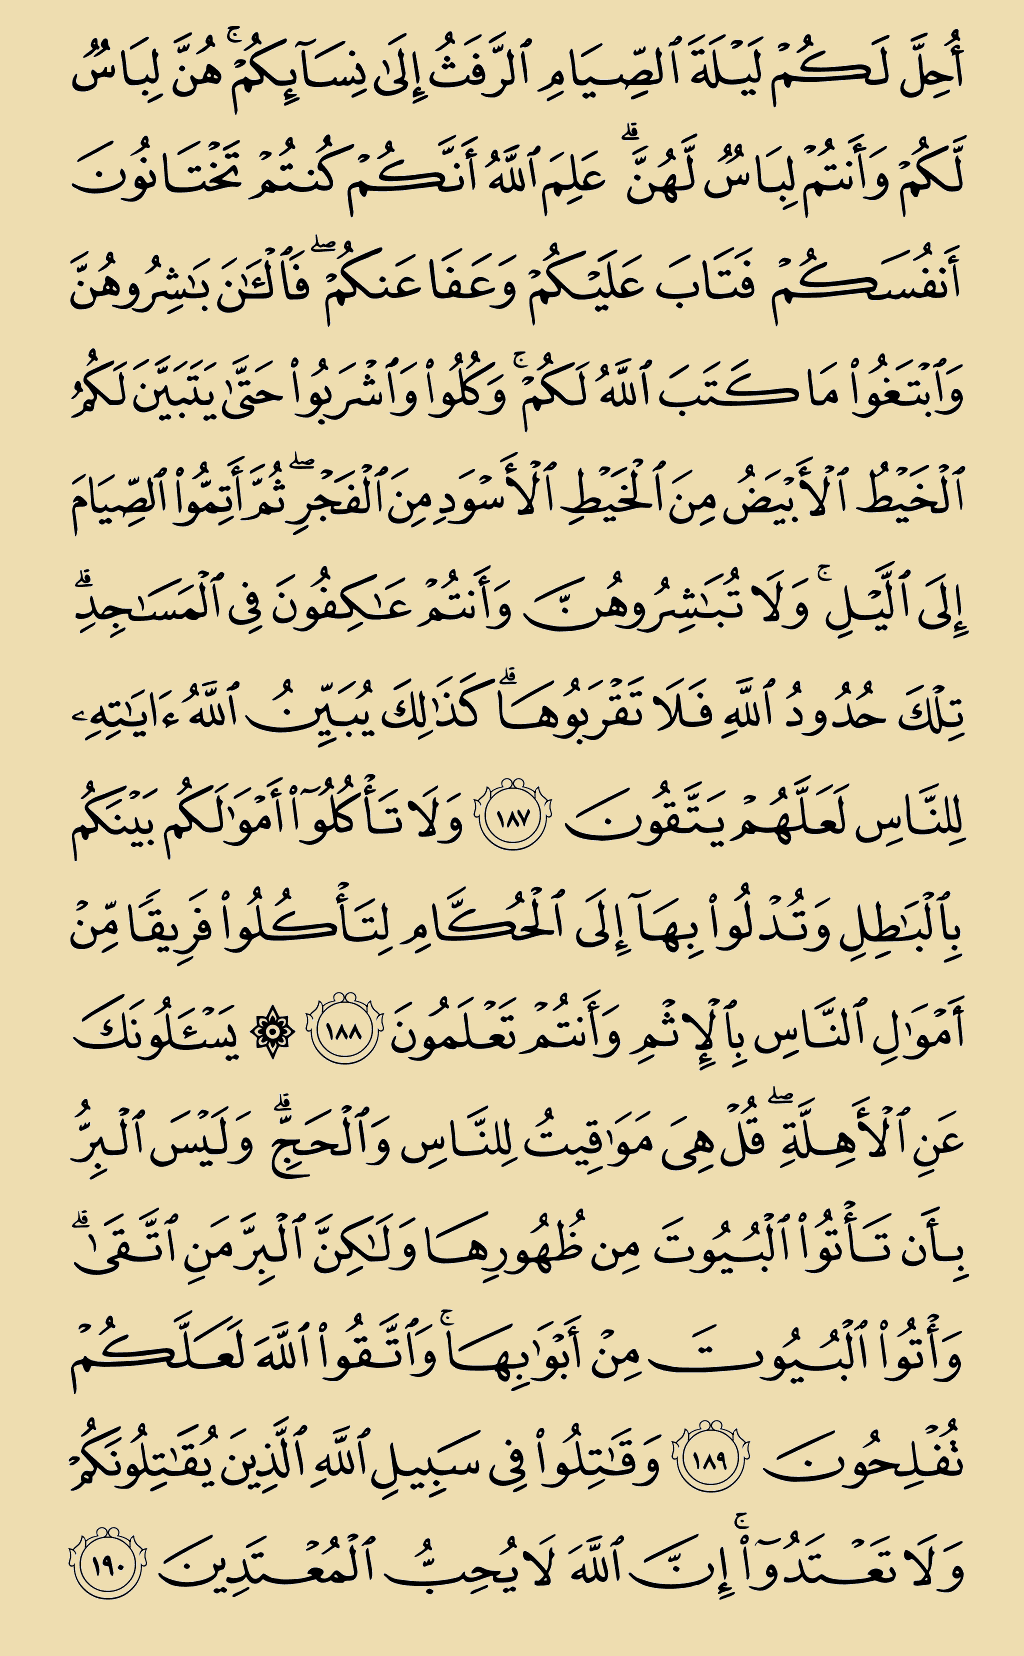 أُحِلَّ لَكُمۡ لَيۡلَةَ ٱلصِّيَامِ ٱلرَّفَثُ إِلَىٰ نِسَآئِكُمۡۚ هُنَّ لِبَاسٞ
لَّكُمۡ وَأَنتُمۡ لِبَاسٞ لَّهُنَّۗ عَلِمَ ٱللَّهُ أَنَّكُمۡ كُنتُمۡ تَخۡتَانُونَ
أَنفُسَكُمۡ فَتَابَ عَلَيۡكُمۡ وَعَفَا عَنكُمۡۖ فَٱلۡـَٰٔنَ بَٰشِرُوهُنَّ
وَٱبۡتَغُواْ مَا كَتَبَ ٱللَّهُ لَكُمۡۚ وَكُلُواْ وَٱشۡرَبُواْ حَتَّىٰ يَتَبَيَّنَ لَكُمُ
ٱلۡخَيۡطُ ٱلۡأَبۡيَضُ مِنَ ٱلۡخَيۡطِ ٱلۡأَسۡوَدِ مِنَ ٱلۡفَجۡرِۖ ثُمَّ أَتِمُّواْ ٱلصِّيَامَ
إِلَى ٱلَّيۡلِۚ وَلَا تُبَٰشِرُوهُنَّ وَأَنتُمۡ عَٰكِفُونَ فِي ٱلۡمَسَٰجِدِۗ
تِلۡكَ حُدُودُ ٱللَّهِ فَلَا تَقۡرَبُوهَاۗ كَذَٰلِكَ يُبَيِّنُ ٱللَّهُ ءَايَٰتِهِۦ
لِلنَّاسِ لَعَلَّهُمۡ يَتَّقُونَ ١٨٧ وَلَا تَأۡكُلُوٓاْ أَمۡوَٰلَكُم بَيۡنَكُم
بِٱلۡبَٰطِلِ وَتُدۡلُواْ بِهَآ إِلَى ٱلۡحُكَّامِ لِتَأۡكُلُواْ فَرِيقٗا مِّنۡ
أَمۡوَٰلِ ٱلنَّاسِ بِٱلۡإِثۡمِ وَأَنتُمۡ تَعۡلَمُونَ ١٨٨ ۞ يَسۡـَٔلُونَكَ
عَنِ ٱلۡأَهِلَّةِۖ قُلۡ هِيَ مَوَٰقِيتُ لِلنَّاسِ وَٱلۡحَجِّۗ وَلَيۡسَ ٱلۡبِرُّ
بِأَن تَأۡتُواْ ٱلۡبُيُوتَ مِن ظُهُورِهَا وَلَٰكِنَّ ٱلۡبِرَّ مَنِ ٱتَّقَىٰۗ
وَأۡتُواْ ٱلۡبُيُوتَ مِنۡ أَبۡوَٰبِهَاۚ وَٱتَّقُواْ ٱللَّهَ لَعَلَّكُمۡ
تُفۡلِحُونَ ١٨٩ وَقَٰتِلُواْ فِي سَبِيلِ ٱللَّهِ ٱلَّذِينَ يُقَٰتِلُونَكُمۡ
وَلَا تَعۡتَدُوٓاْۚ إِنَّ ٱللَّهَ لَا يُحِبُّ ٱلۡمُعۡتَدِينَ ١٩٠